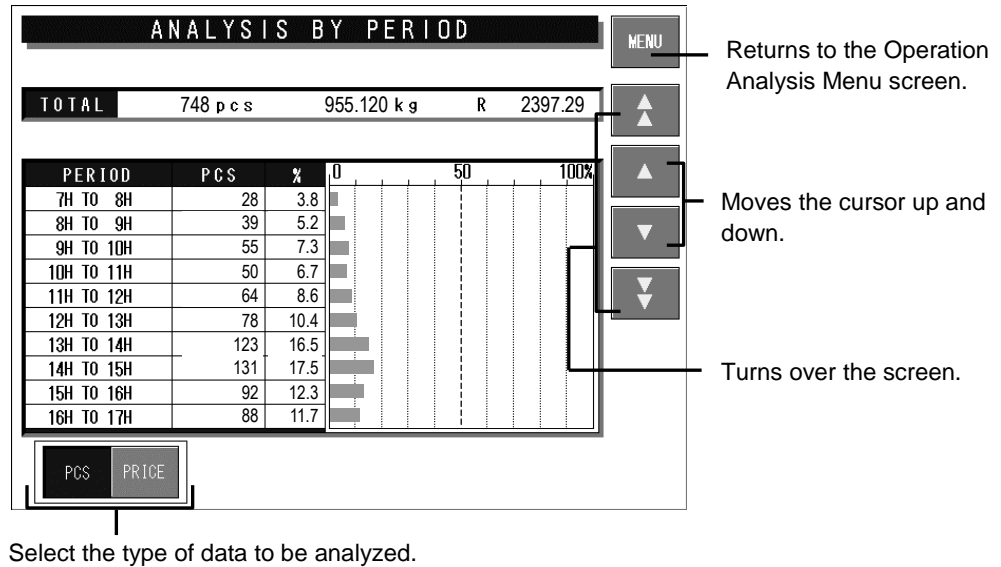 ANALYSIS BY PERIOD
MENU
Returns to the Operation
Analysis Menu screen.
TOTAL 748 pcs 955.120 kg R 2397.29
PERIOD PCS % 0 50 100%
7H TO 8H 28 3.8
8H TO 9H 39 5.2
9H TO 10H 55 7.3
10H TO 11H 50 6.7
11H TO 12H 64 8.6
12H TO 13H 78 10.4
13H TO 14H 123 16.5
14H TO 15H 131 17.5
15H TO 16H 92 12.3
16H TO 17H 88 11.7
Moves the cursor up and
down.
Turns over the screen.
PCS PRICE
Select the type of data to be analyzed.